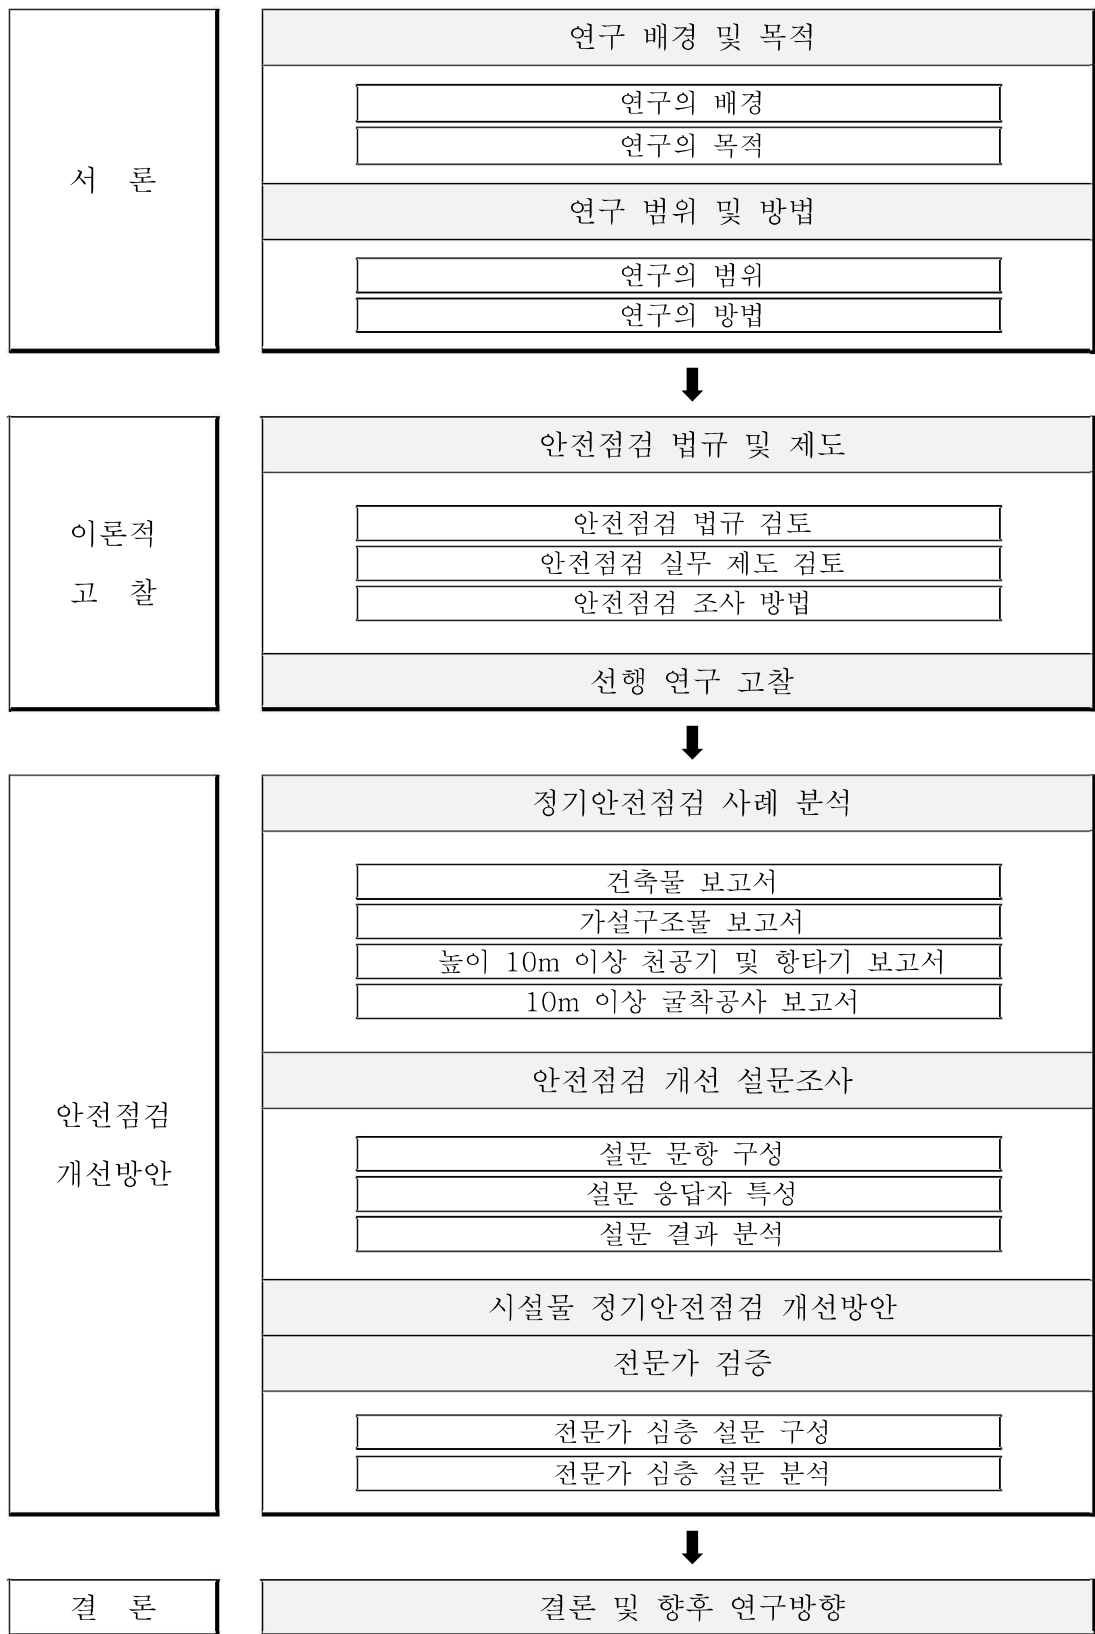 서 론
연구 배경 및 목적
연구의 배경
연구의 목적
연구 범위 및 방법
연구의 범위
연구의 방법
이론적
고 찰
안전점검 법규 및 제도
안전점검 법규 검토
안전점검 실무 제도 검토
안전점검 조사 방법
선행 연구 고찰
안전점검
개선방안
정기안전점검 사례 분석
건축물 보고서
가설구조물 보고서
높이 10m 이상 천공기 및 항타기 보고서
10m 이상 굴착공사 보고서
안전점검 개선 설문조사
설문 문항 구성
설문 응답자 특성
설문 결과 분석
시설물 정기안전점검 개선방안
전문가 검증
전문가 심층 설문 구성
전문가 심층 설문 분석
결 론
결론 및 향후 연구방향